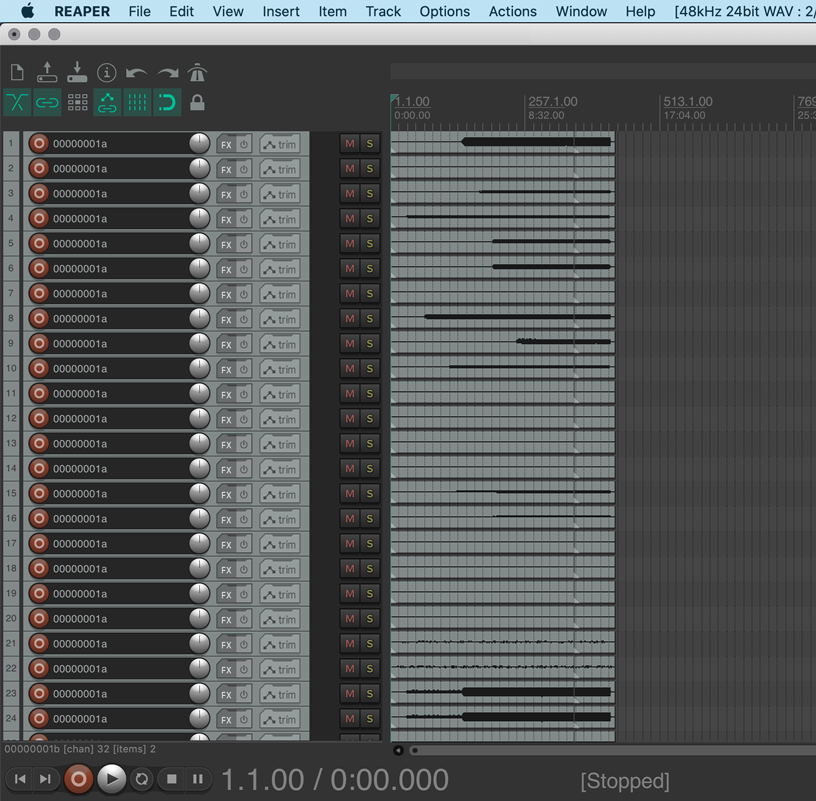 REAPER File Edit View Insert Item Track Options Actions Window Help [48kHz 24bit WAV : 2/
1.1.00 257.1.00 513.1.00 769
0:00.00 8:32.00 17:04.00 25:3
1 00000001a FX trim M S
2 00000001a FX trim M S
3 00000001a FX trim M S
4 00000001a FX trim M S
5 00000001a FX trim M S
6 00000001a FX trim M S
7 00000001a FX trim M S
8 00000001a FX trim M S
9 00000001a FX trim M S
10 00000001a FX trim M S
11 00000001a FX trim M S
12 00000001a FX trim M S
13 00000001a FX trim M S
14 00000001a FX trim M S
15 00000001a FX trim M S
16 00000001a FX trim M S
17 00000001a FX trim M S
18 00000001a FX trim M S
19 00000001a FX trim M S
20 00000001a FX trim M S
21 00000001a FX trim M S
22 00000001a FX trim M S
23 00000001a FX trim M S
24 00000001a FX trim M S
00000001b [chan] 32 [items] 2
1.1.00 / 0:00.000 [Stopped]